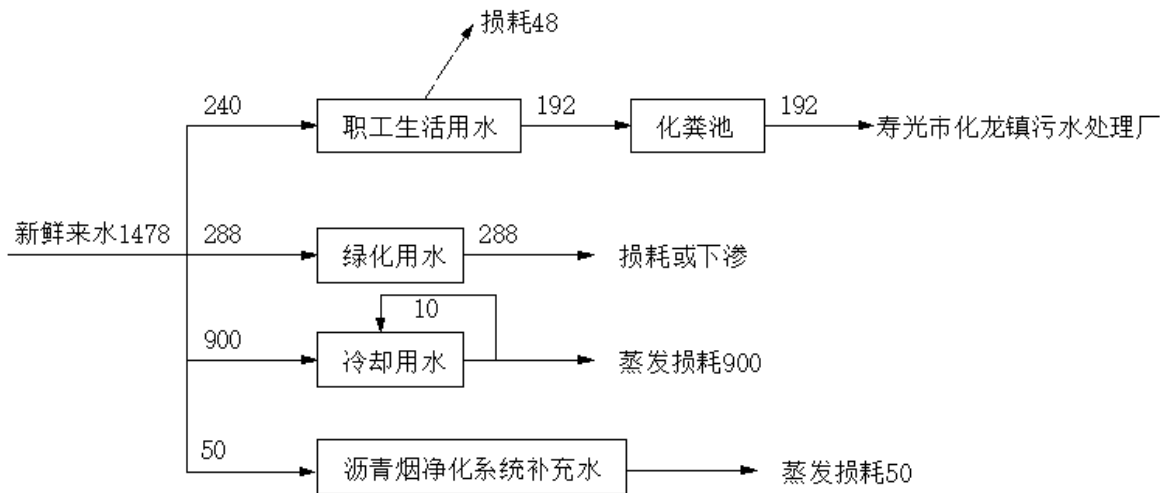 损耗48
240
职工生活用水
192
化粪池
192
寿光市化龙镇污水处理厂
新鲜来水1478
288
绿化用水
288
损耗或下渗
10
900
冷却用水
蒸发损耗900
50
沥青烟净化系统补充水
蒸发损耗50